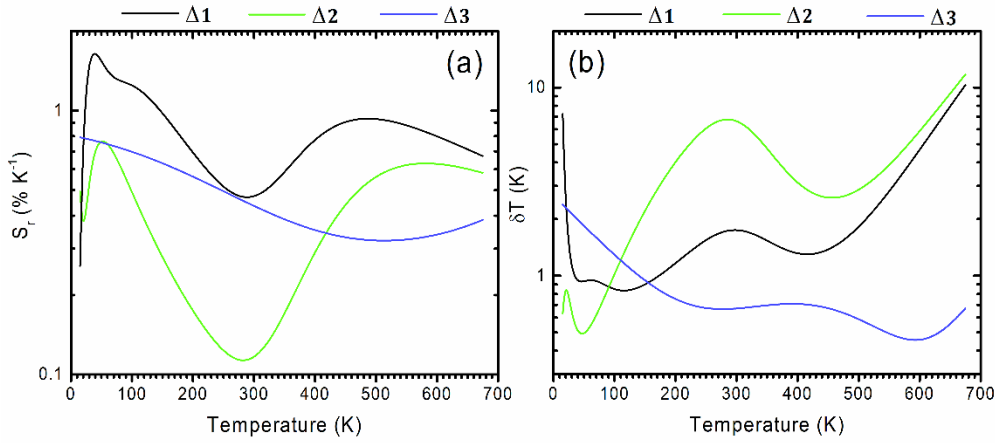 Δ1 Δ2 Δ3
(a)
1
0.1
Sr (% K-1)
0 100 200 300 400 500 600 700
Temperature (K)
Δ1 Δ2 Δ3
(b)
10
1
δT (K)
0 100 200 300 400 500 600 700
Temperature (K)